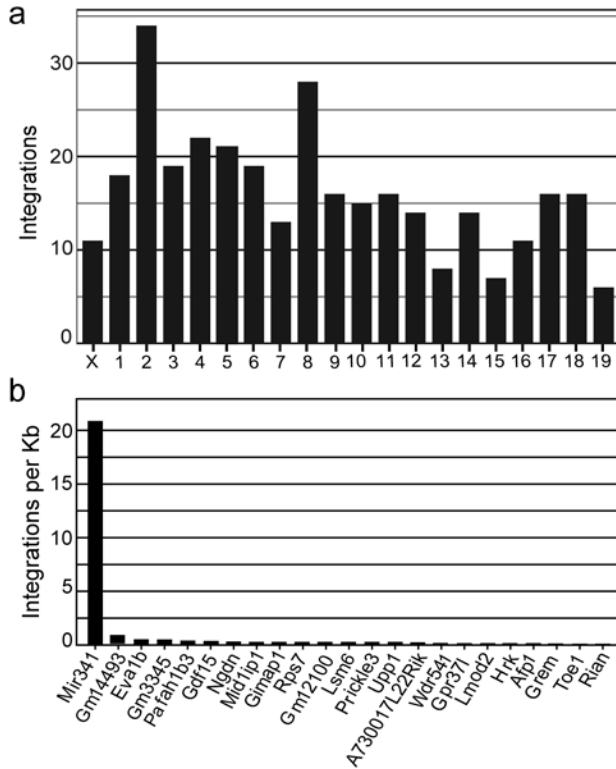 a
Integrations
30
20
10
0
X 1 2 3 4 5 6 7 8 9 10 11 12 13 14 15 16 17 18 19
b
Integrations per Kb
20
15
10
5
0
Mir341
Gm14493
Eva1b
Gm3345
Pafah1b3
Gdf15
Ngdn
Mid1ip1
Gimap1
Rps7
Gm12100
Lsm6
Prickle3
Upp1
A730017L22Rik
Gpr37l
Lmod2
Hrk
Afp1
Grem
Toe1
Rian